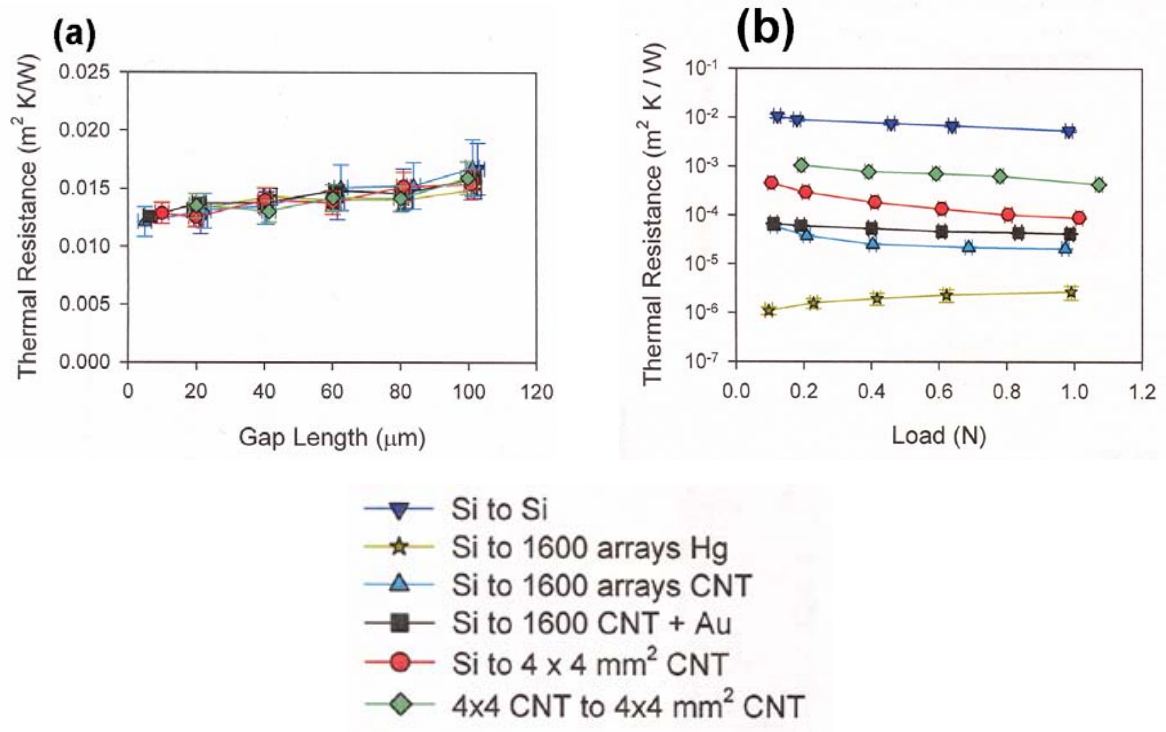 (a)
Thermal Resistance (m² K/W)
0.025
0.020
0.015
0.010
0.005
0.000
0 20 40 60 80 100 120
Gap Length (μm)
(b)
Thermal Resistance (m² K / W)
10⁻¹
10⁻²
10⁻³
10⁻⁴
10⁻⁵
10⁻⁶
10⁻⁷
0.0 0.2 0.4 0.6 0.8 1.0 1.2
Load (N)
Si to Si
Si to 1600 arrays Hg
Si to 1600 arrays CNT
Si to 1600 CNT + Au
Si to 4 x 4 mm² CNT
4x4 CNT to 4x4 mm² CNT